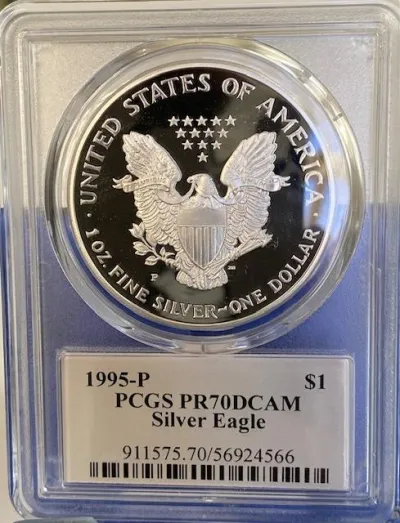 UNITED STATES OF AMERICA
1 OZ. FINE SILVER~ONE DOLLAR
P
1995-P $1
PCGS PR70DCAM
Silver Eagle
911575.70/56924566